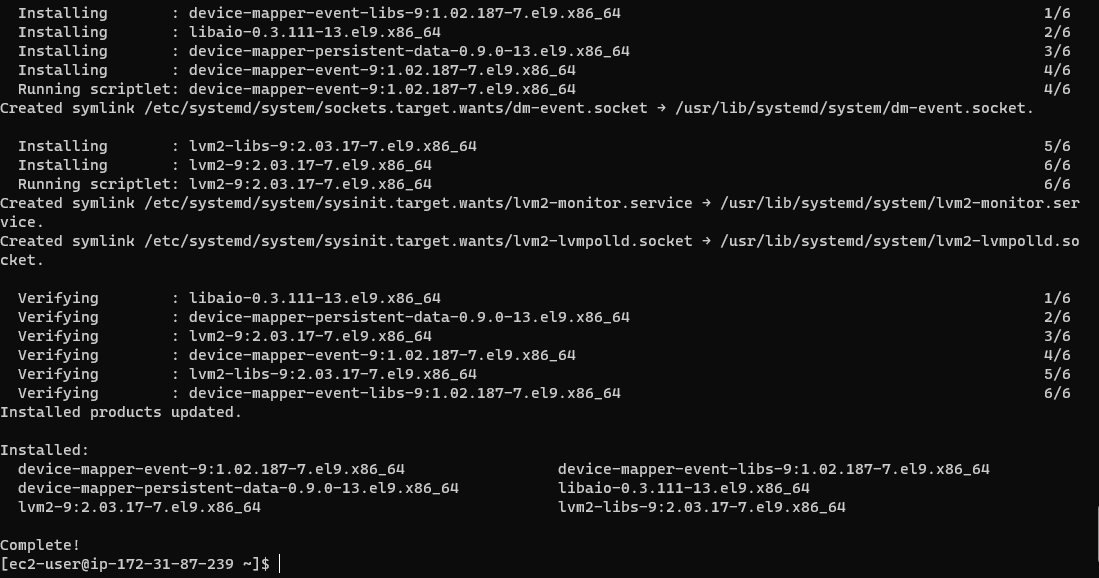 Installing : device-mapper-event-libs-9:1.02.187-7.el9.x86_64 1/6
Installing : libaio-0.3.111-13.el9.x86_64 2/6
Installing : device-mapper-persistent-data-0.9.0-13.el9.x86_64 3/6
Installing : device-mapper-event-9:1.02.187-7.el9.x86_64 4/6
Running scriptlet: device-mapper-event-9:1.02.187-7.el9.x86_64 4/6
Created symlink /etc/systemd/system/sockets.target.wants/dm-event.socket → /usr/lib/systemd/system/dm-event.socket.
Installing : lvm2-libs-9:2.03.17-7.el9.x86_64 5/6
Installing : lvm2-9:2.03.17-7.el9.x86_64 6/6
Running scriptlet: lvm2-9:2.03.17-7.el9.x86_64 6/6
Created symlink /etc/systemd/system/sysinit.target.wants/lvm2-monitor.service → /usr/lib/systemd/system/lvm2-monitor.ser
vice.
Created symlink /etc/systemd/system/sysinit.target.wants/lvm2-lvmpolld.socket → /usr/lib/systemd/system/lvm2-lvmpolld.so
cket.
Verifying : libaio-0.3.111-13.el9.x86_64 1/6
Verifying : device-mapper-persistent-data-0.9.0-13.el9.x86_64 2/6
Verifying : lvm2-9:2.03.17-7.el9.x86_64 3/6
Verifying : device-mapper-event-9:1.02.187-7.el9.x86_64 4/6
Verifying : lvm2-libs-9:2.03.17-7.el9.x86_64 5/6
Verifying : device-mapper-event-libs-9:1.02.187-7.el9.x86_64 6/6
Installed products updated.
Installed:
device-mapper-event-9:1.02.187-7.el9.x86_64 device-mapper-event-libs-9:1.02.187-7.el9.x86_64
device-mapper-persistent-data-0.9.0-13.el9.x86_64 libaio-0.3.111-13.el9.x86_64
lvm2-9:2.03.17-7.el9.x86_64 lvm2-libs-9:2.03.17-7.el9.x86_64
Complete!
[ec2-user@ip-172-31-87-239 ~]$